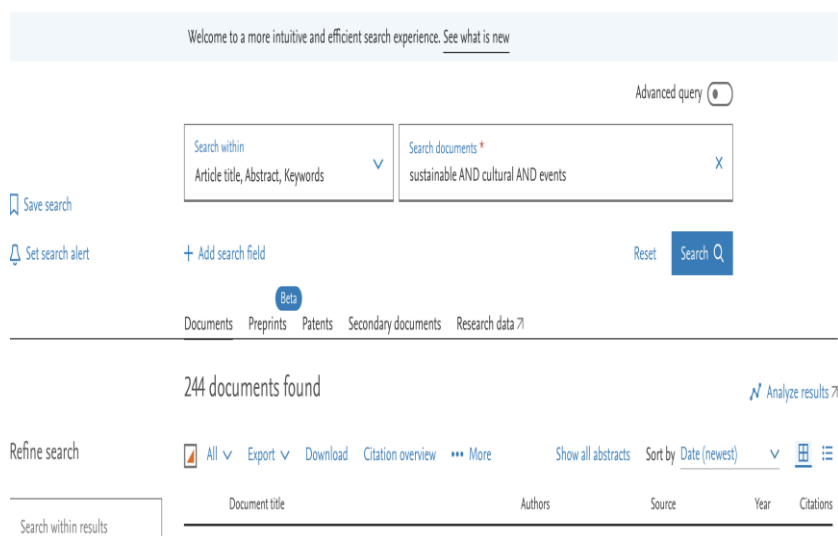 Welcome to a more intuitive and efficient search experience. See what is new
Advanced query
Search within
Article title, Abstract, Keywords
Search documents *
sustainable AND cultural AND events
Save search
Set search alert
+ Add search field
Reset
Search
Beta
Documents Preprints Patents Secondary documents Research data
244 documents found
Analyze results
Refine search
All Export Download Citation overview ••• More Show all abstracts Sort by Date (newest)
Document title Authors Source Year Citations
Search within results